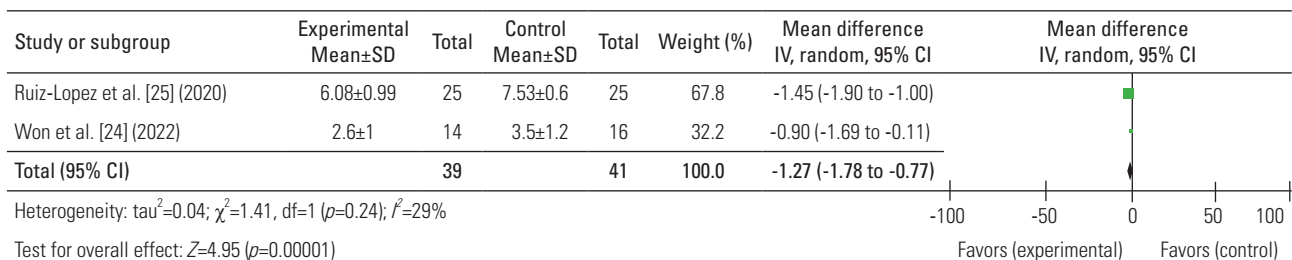 Study or subgroup Experimental Mean±SD Total Control Mean±SD Total Weight (%) Mean difference IV, random, 95% CI Mean difference IV, random, 95% CI
Ruiz-Lopez et al. [25] (2020) 6.08±0.99 25 7.53±0.6 25 67.8 -1.45 (-1.90 to -1.00)
Won et al. [24] (2022) 2.6±1 14 3.5±1.2 16 32.2 -0.90 (-1.69 to -0.11)
Total (95% CI) 39 41 100.0 -1.27 (-1.78 to -0.77)
Heterogeneity: tau²=0.04; χ²=1.41, df=1 (p=0.24); I²=29%
-100 -50 0 50 100
Test for overall effect: Z=4.95 (p=0.00001)
Favors (experimental) Favors (control)